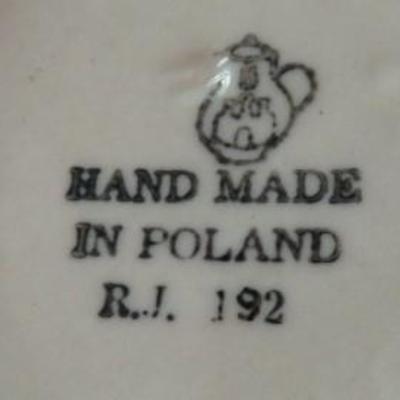 HAND MADE
IN POLAND
R.J. 192